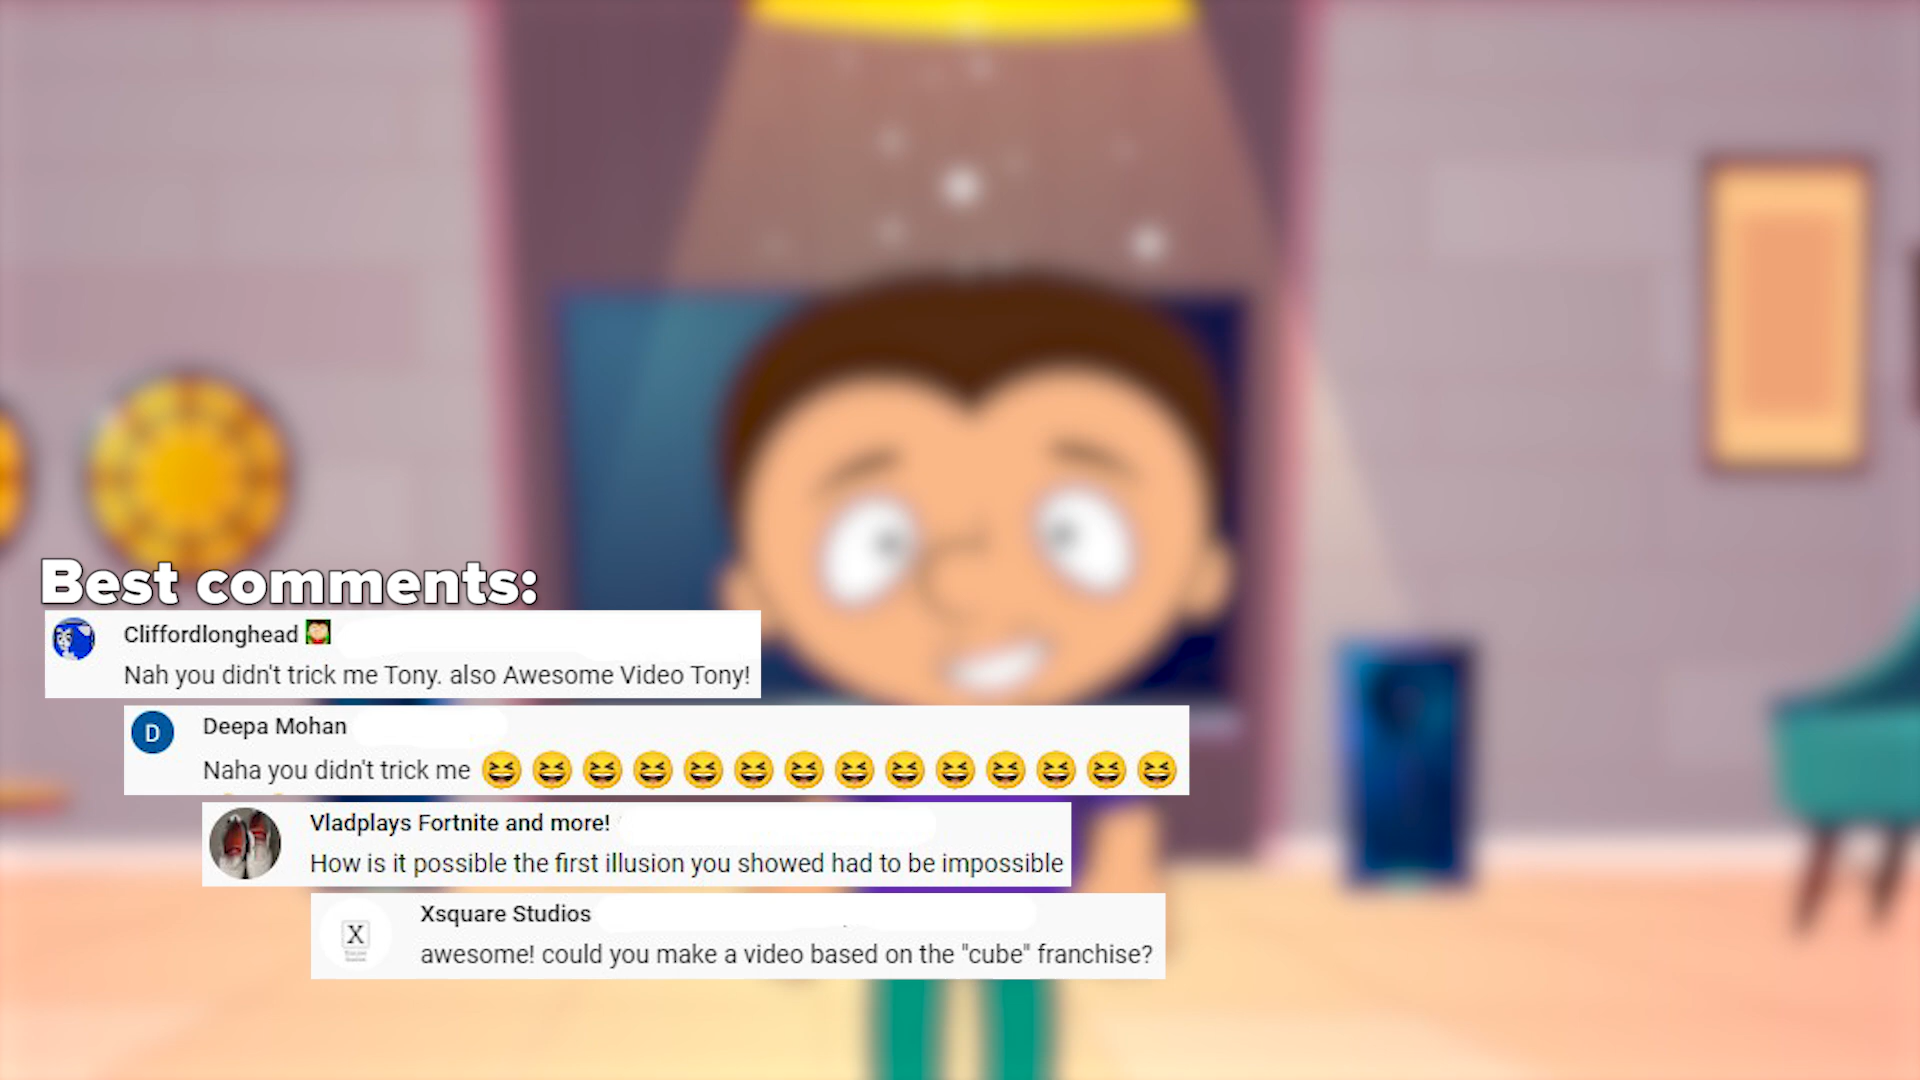 Best comments:
Cliffordlonghead
Nah you didn't trick me Tony. also Awesome Video Tony!
D
Deepa Mohan
Naha you didn't trick me 😆😆😆😆😆😆😆😆😆😆😆😆😆😆
Vladplays Fortnite and more!
How is it possible the first illusion you showed had to be impossible
X
Xsquare Studios
awesome! could you make a video based on the "cube" franchise?